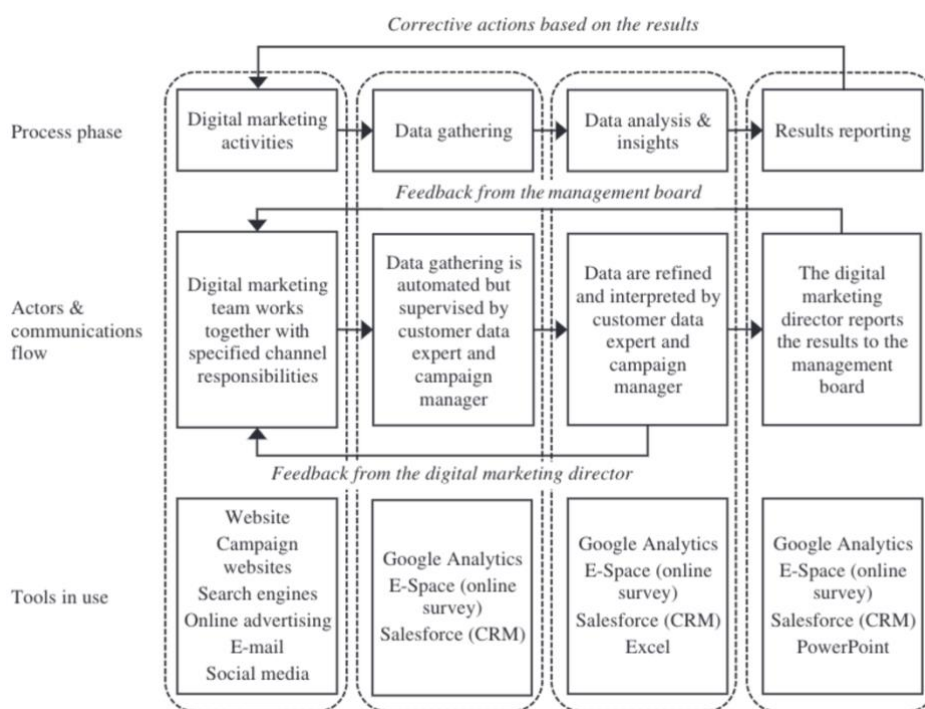 Corrective actions based on the results
Process phase
Digital marketing
activities
Data gathering
Data analysis &
insights
Results reporting
Feedback from the management board
Actors &
communications
flow
Digital marketing
team works
together with
specified channel
responsibilities
Data gathering is
automated but
supervised by
customer data
expert and
campaign
manager
Data are refined
and interpreted by
customer data
expert and
campaign
manager
The digital
marketing
director reports
the results to the
management
board
Feedback from the digital marketing director
Tools in use
Website
Campaign
websites
Search engines
Online advertising
E-mail
Social media
Google Analytics
E-Space (online
survey)
Salesforce (CRM)
Google Analytics
E-Space (online
survey)
Salesforce (CRM)
Excel
Google Analytics
E-Space (online
survey)
Salesforce (CRM)
PowerPoint